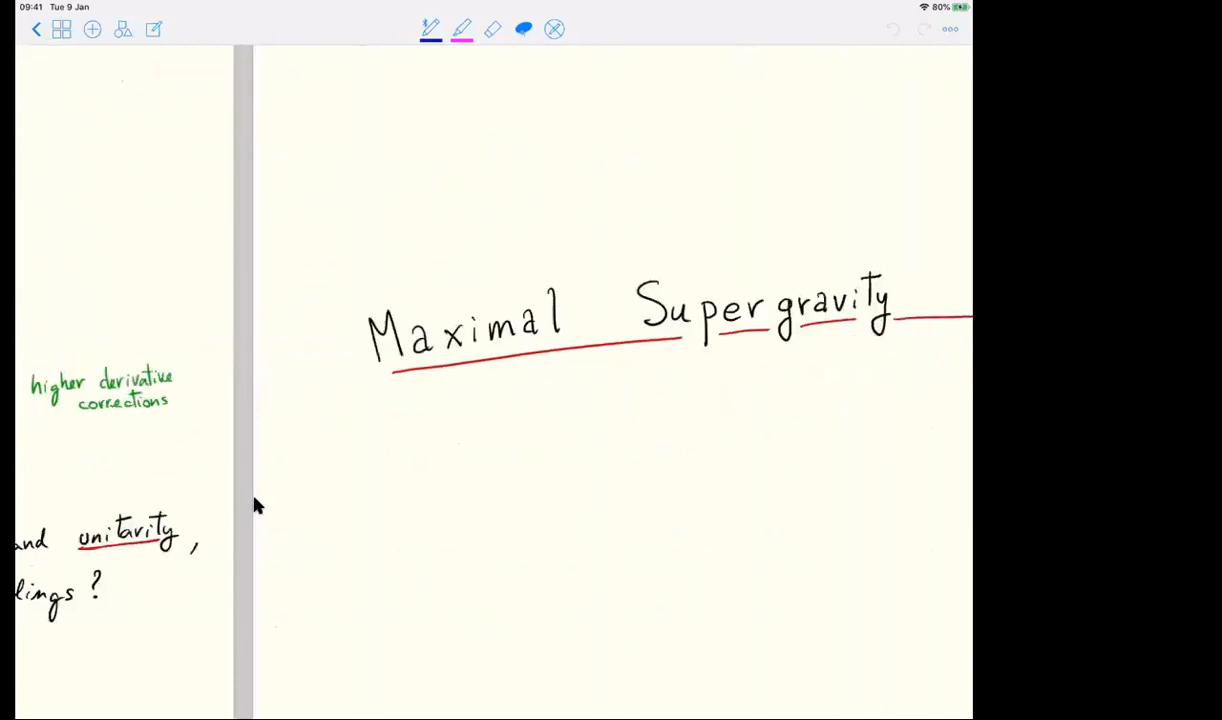 09:41 Tue 9 Jan
80%
higher derivative
corrections
and unitarity,
lings?
Maximal Supergravity